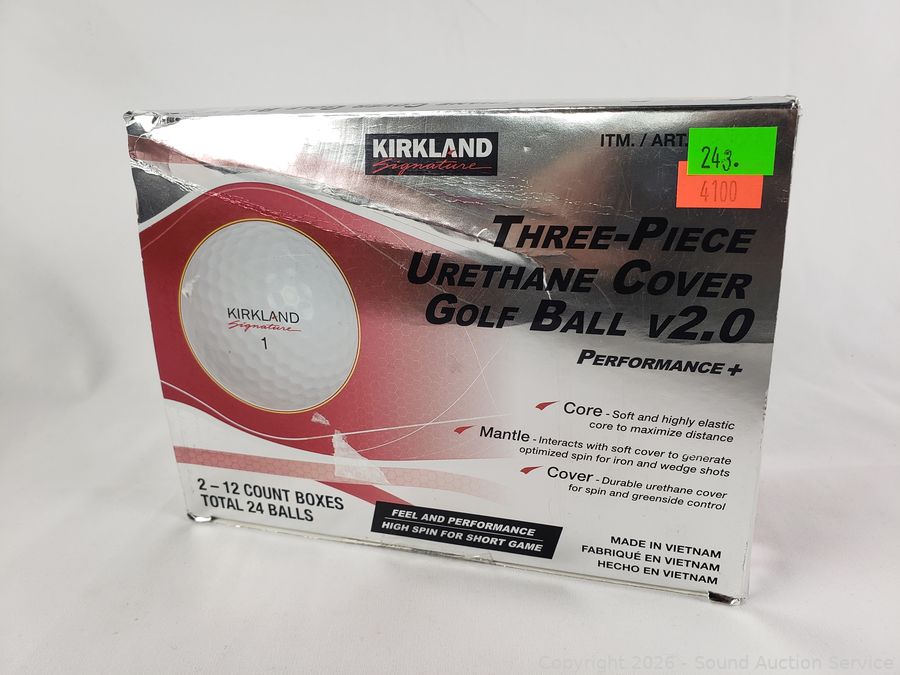 KIRKLAND
Signature
ITM. / ART.
243.
4100
THREE-PIECE
URETHANE COVER
GOLF BALL V2.0
PERFORMANCE+
KIRKLAND
Signature
1
Core - Soft and highly elastic
core to maximize distance
Mantle - Interacts with soft cover to generate
optimized spin for iron and wedge shots
Cover - Durable urethane cover
for spin and greenside control
2 – 12 COUNT BOXES
TOTAL 24 BALLS
FEEL AND PERFORMANCE
HIGH SPIN FOR SHORT GAME
MADE IN VIETNAM
FABRIQUÉ EN VIETNAM
HECHO EN VIETNAM
Copyright 2026 - Sound Auction Service